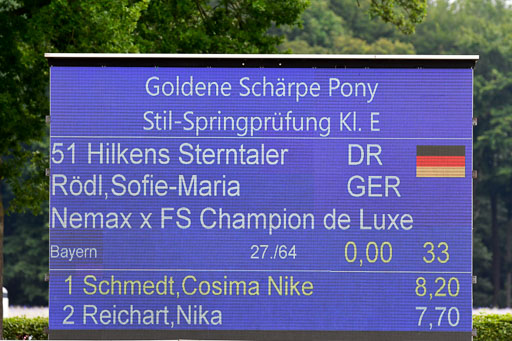 Goldene Schärpe Pony
Stil-Springprüfung Kl. E
51 Hilkens Sterntaler DR
Rödl,Sofie-Maria GER
Nemax x FS Champion de Luxe
Bayern 27./64 0,00 33
1 Schmedt,Cosima Nike 8,20
2 Reichart,Nika 7,70